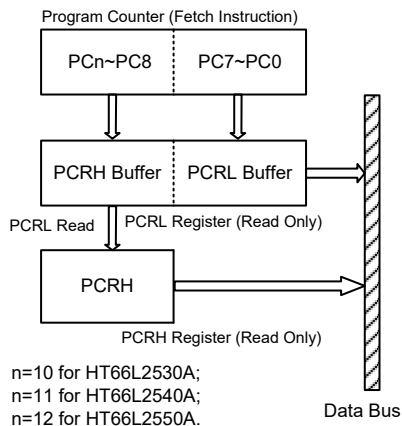 Program Counter (Fetch Instruction)
PCn~PC8
PC7~PC0
PCRH Buffer
PCRL Buffer
PCRL Read
PCRL Register (Read Only)
PCRH
PCRH Register (Read Only)
n=10 for HT66L2530A;
n=11 for HT66L2540A;
n=12 for HT66L2550A.
Data Bus